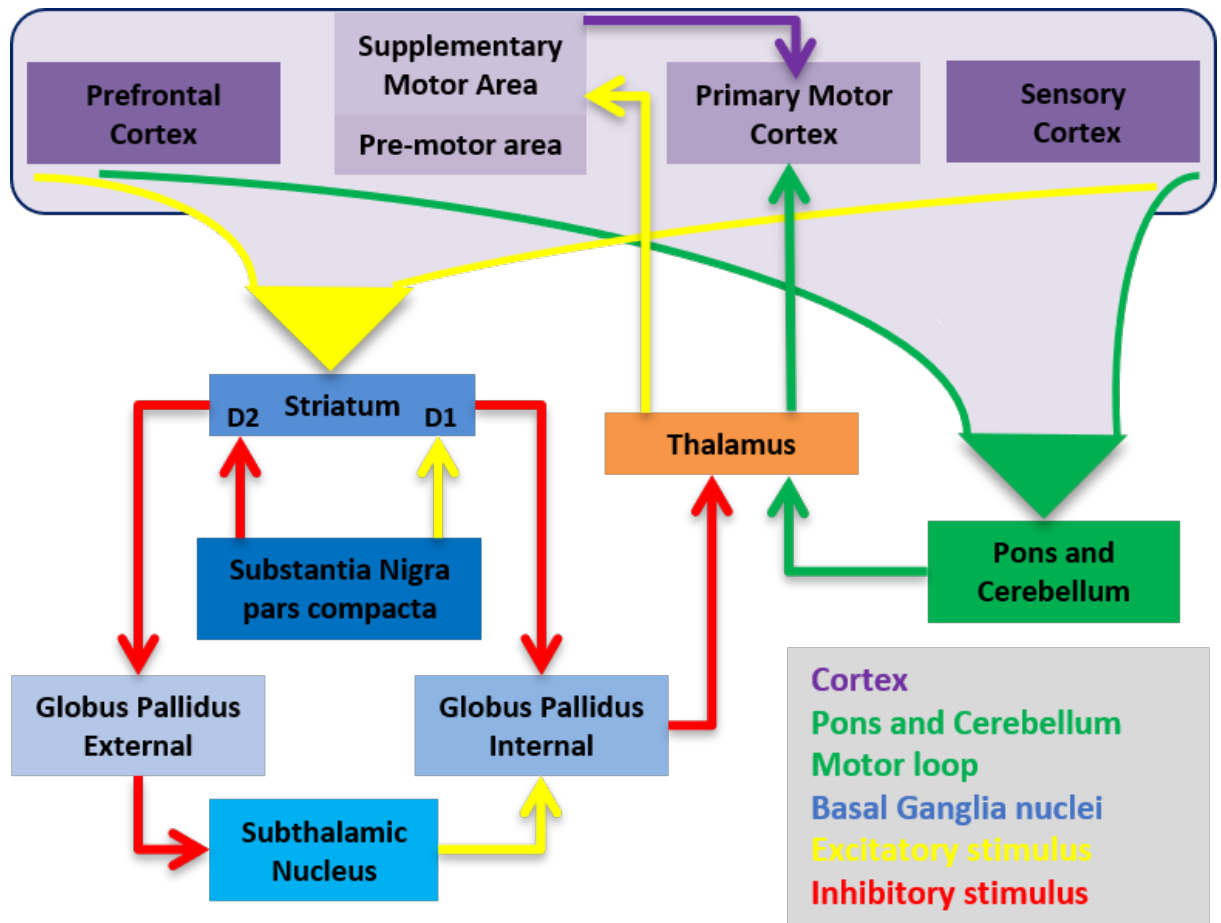 Supplementary
Motor Area
Pre-motor area
Prefrontal
Cortex
Primary Motor
Cortex
Sensory
Cortex
Striatum
D2
D1
Thalamus
Substantia Nigra
pars compacta
Pons and
Cerebellum
Globus Pallidus
External
Globus Pallidus
Internal
Subthalamic
Nucleus
Cortex
Pons and Cerebellum
Motor loop
Basal Ganglia nuclei
Excitatory stimulus
Inhibitory stimulus